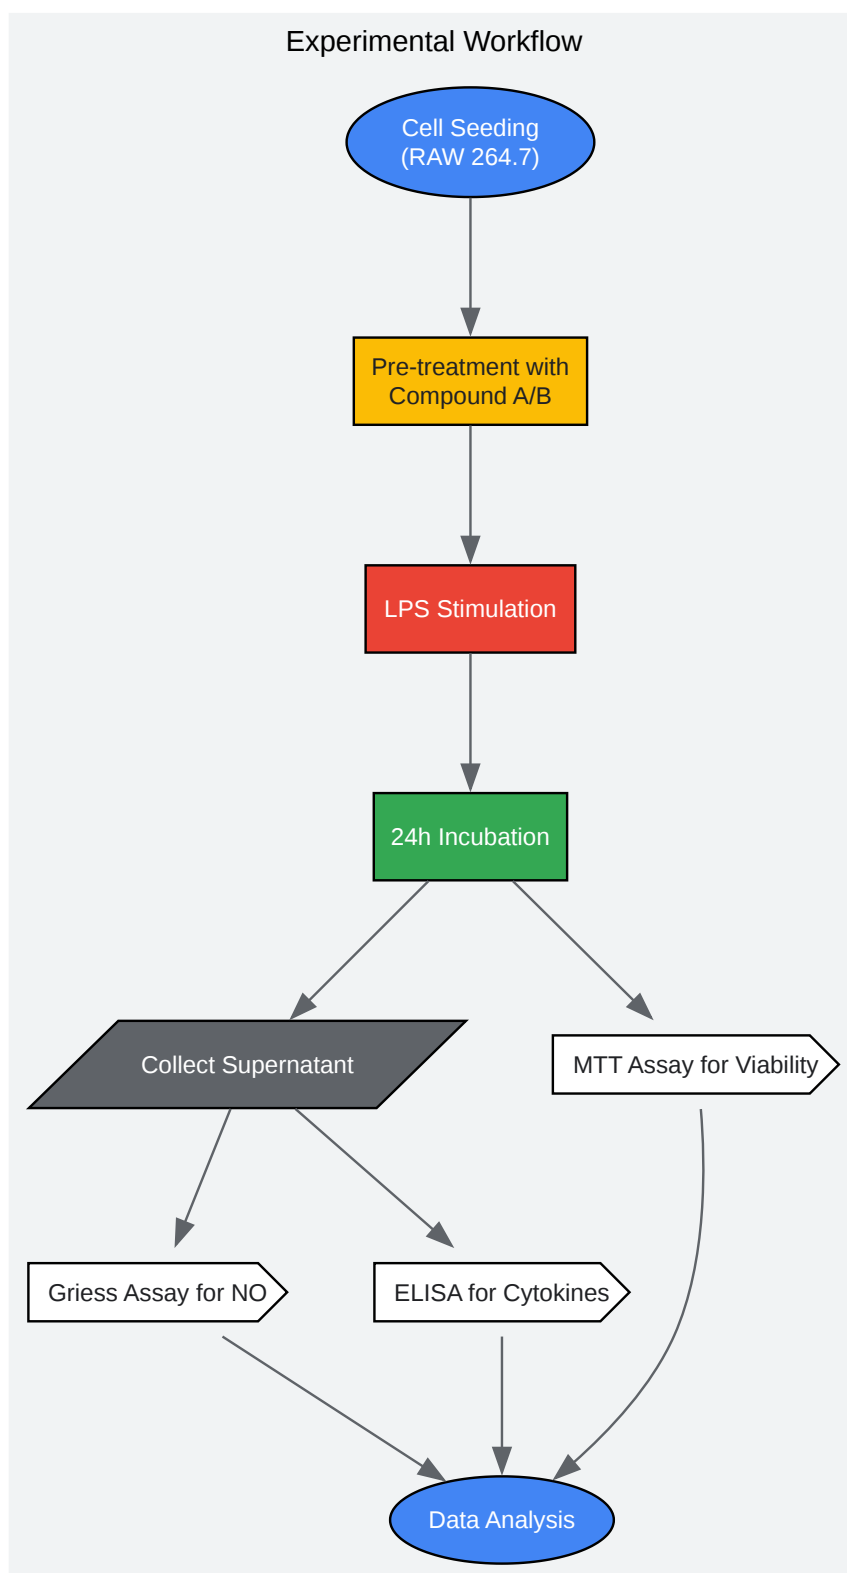 Experimental Workflow
Cell Seeding
(RAW 264.7)
Pre-treatment with
Compound A/B
LPS Stimulation
24h Incubation
Collect Supernatant
MTT Assay for Viability
Griess Assay for NO
ELISA for Cytokines
Data Analysis